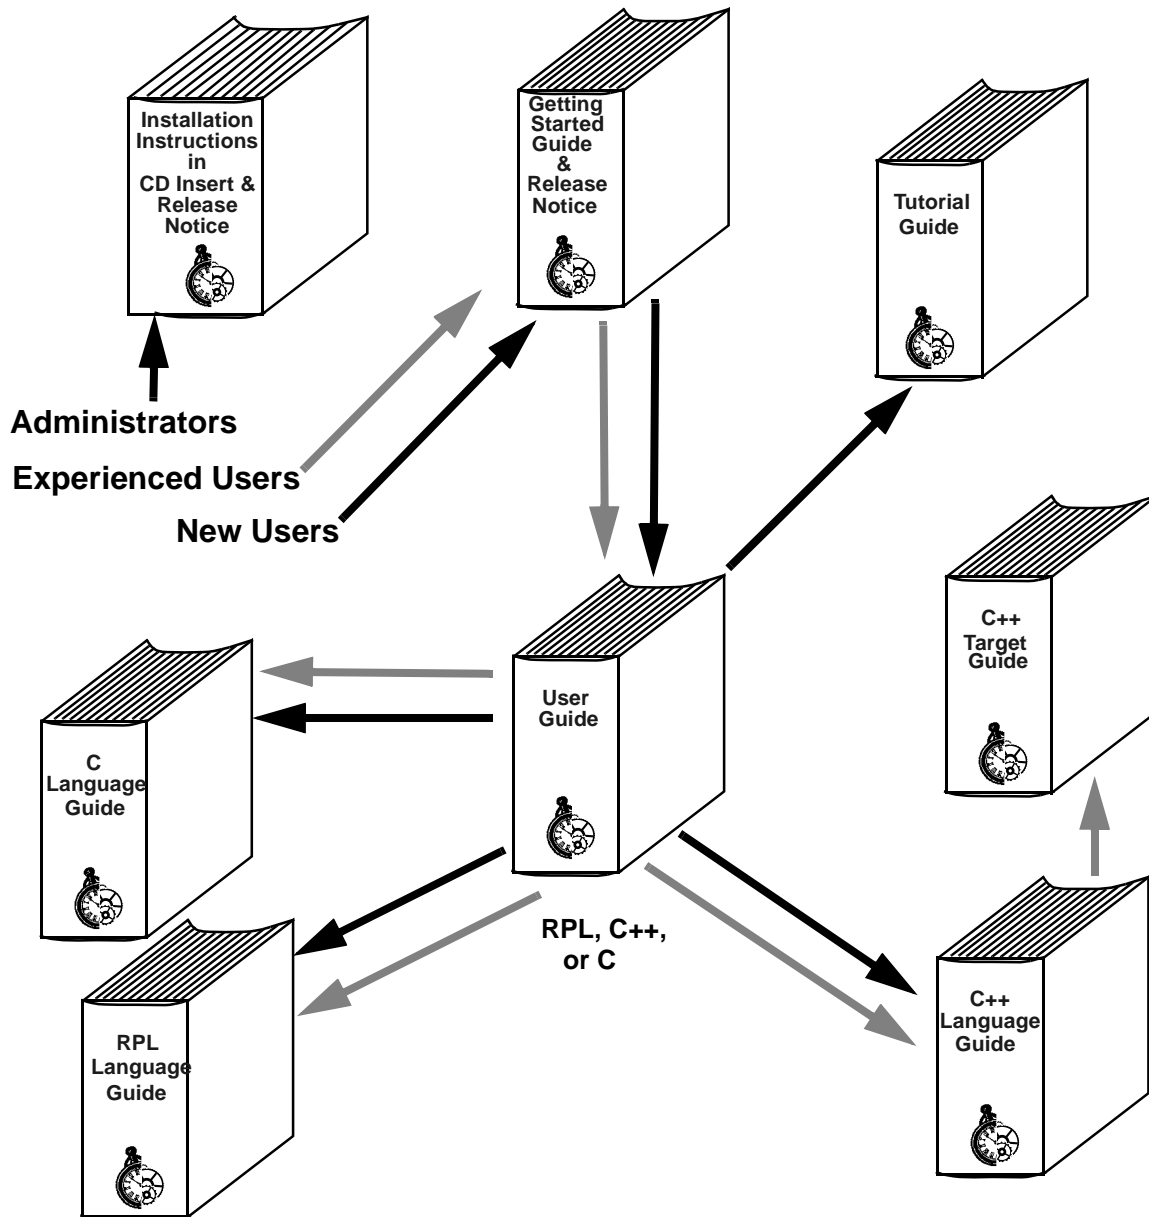 Installation
Instructions
in
CD Insert &
Release
Notice
Getting
Started
Guide
&
Release
Notice
Tutorial
Guide
Administrators
Experienced Users
New Users
C++
Target
Guide
User
Guide
C
Language
Guide
RPL, C++,
or C
C++
Language
Guide
RPL
Language
Guide